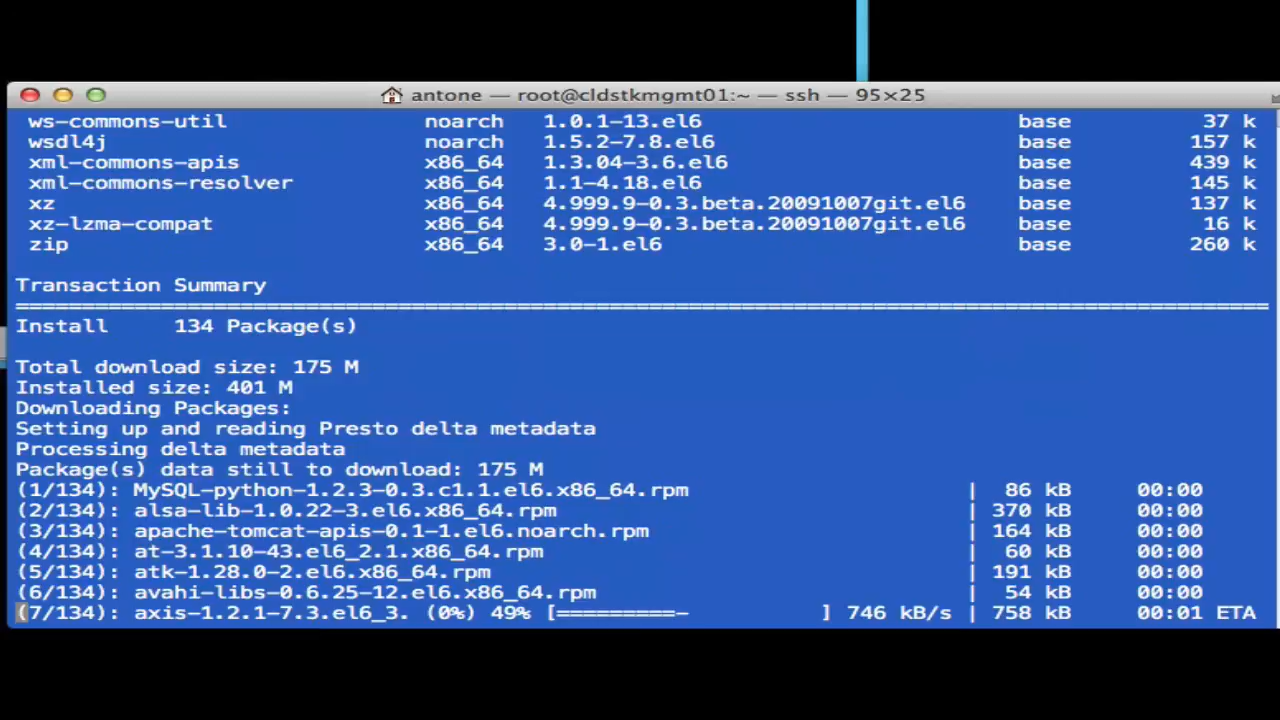 antone — root@cldstkmgmt01:~ — ssh — 95×25
ws-commons-util noarch 1.0.1-13.el6 base 37 k
wsdl4j noarch 1.5.2-7.8.el6 base 157 k
xml-commons-apis x86_64 1.3.04-3.6.el6 base 439 k
xml-commons-resolver x86_64 1.1-4.18.el6 base 145 k
xz x86_64 4.999.9-0.3.beta.20091007git.el6 base 137 k
xz-lzma-compat x86_64 4.999.9-0.3.beta.20091007git.el6 base 16 k
zip x86_64 3.0-1.el6 base 260 k
Transaction Summary
================================================================================
Install 134 Package(s)
Total download size: 175 M
Installed size: 401 M
Downloading Packages:
Setting up and reading Presto delta metadata
Processing delta metadata
Package(s) data still to download: 175 M
(1/134): MySQL-python-1.2.3-0.3.c1.1.el6.x86_64.rpm | 86 kB 00:00
(2/134): alsa-lib-1.0.22-3.el6.x86_64.rpm | 370 kB 00:00
(3/134): apache-tomcat-apis-0.1-1.el6.noarch.rpm | 164 kB 00:00
(4/134): at-3.1.10-43.el6_2.1.x86_64.rpm | 60 kB 00:00
(5/134): atk-1.28.0-2.el6.x86_64.rpm | 191 kB 00:00
(6/134): avahi-libs-0.6.25-12.el6.x86_64.rpm | 54 kB 00:00
(7/134): axis-1.2.1-7.3.el6_3. (0%) 49% [=========- ] 746 kB/s | 758 kB 00:01 ETA